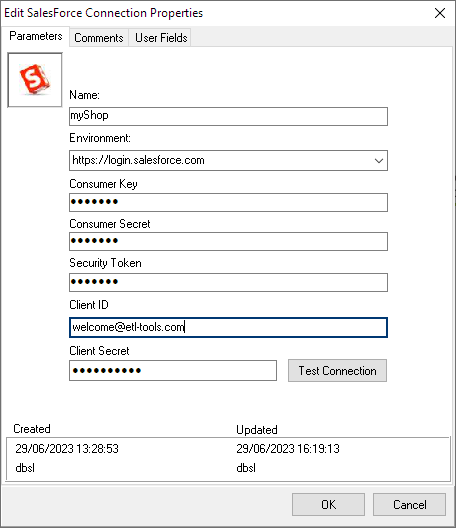 Edit SalesForce Connection Properties
Parameters Comments User Fields
S
Name:
myShop
Environment:
https://login.salesforce.com
Consumer Key
•••••••
Consumer Secret
•••••••
Security Token
•••••••
Client ID
welcome@etl-tools.com
Client Secret
••••••••••
Test Connection
Created Updated
29/06/2023 13:28:53 29/06/2023 16:19:13
dbsl dbsl
OK Cancel